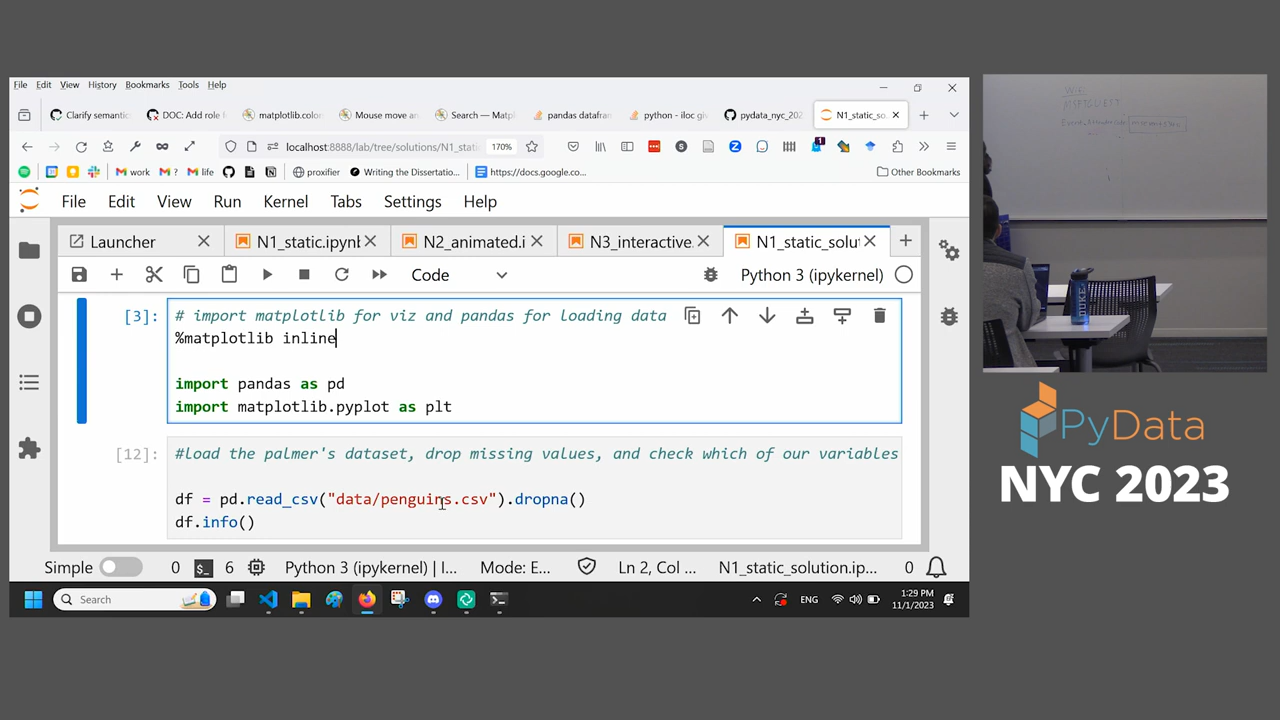 File Edit View History Bookmarks Tools Help
Clarify semantic
DOC: Add role f
matplotlib.color
Mouse move an
Search — Matpl
pandas datafran
python - iloc giv
pydata_nyc_202
N1_static_so...
localhost:8888/lab/tree/solutions/N1_stati
170%
work
?
life
proxifier
Writing the Dissertatio...
https://docs.google.co...
Other Bookmarks
File Edit View Run Kernel Tabs Settings Help
Launcher
N1_static.ipynb
N2_animated.i
N3_interactive.
N1_static_solut
Code
Python 3 (ipykernel)
[3]:
# import matplotlib for viz and pandas for loading data
%matplotlib inline
import pandas as pd
import matplotlib.pyplot as plt
[12]:
#load the palmer's dataset, drop missing values, and check which of our variables
df = pd.read_csv("data/penguins.csv").dropna()
df.info()
Simple
0
6
Python 3 (ipykernel) | I...
Mode: E...
Ln 2, Col ...
N1_static_solution.ip...
0
Search
ENG
1:29 PM
11/1/2023
MSFTGUEST
DUKE
PyData
NYC 2023